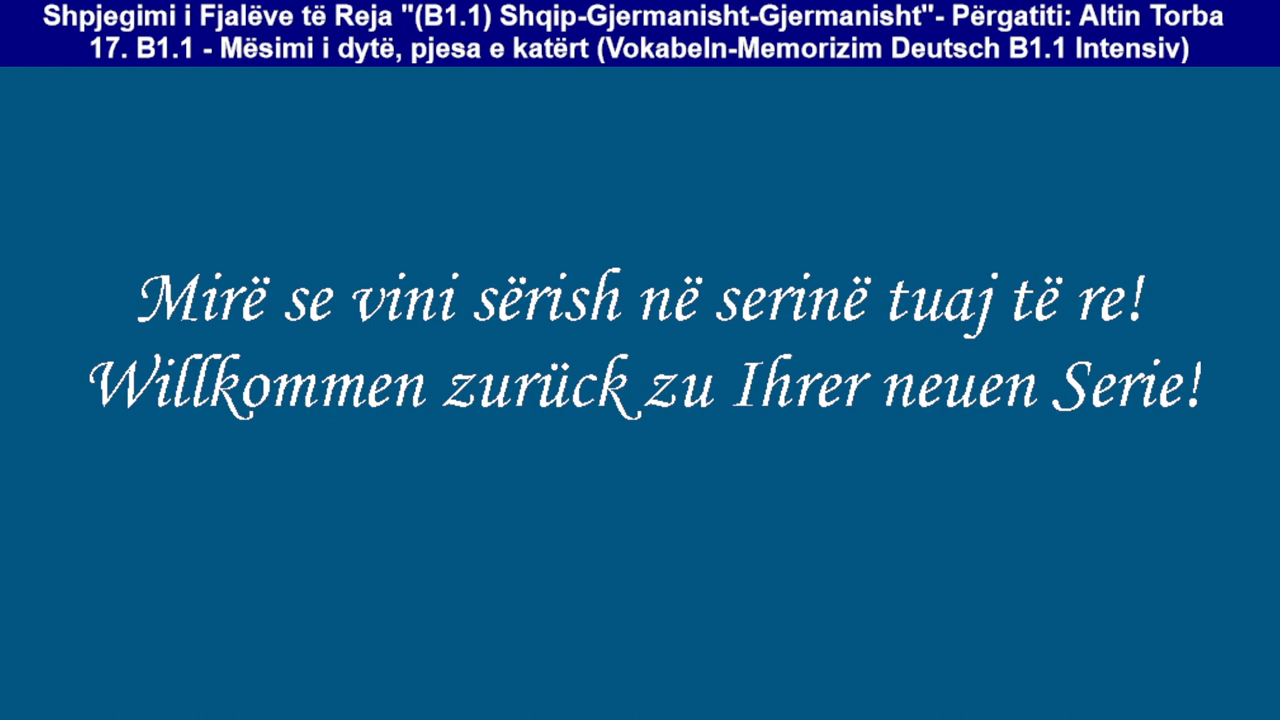 Shpjegimi i Fjalëve të Reja "(B1.1) Shqip-Gjermanisht-Gjermanisht"- Përgatiti: Altin Torba
17. B1.1 - Mësimi i dytë, pjesa e katërt (Vokabeln-Memorizim Deutsch B1.1 Intensiv)
Mirë se vini sërish në serinë tuaj të re!
Willkommen zurück zu Ihrer neuen Serie!